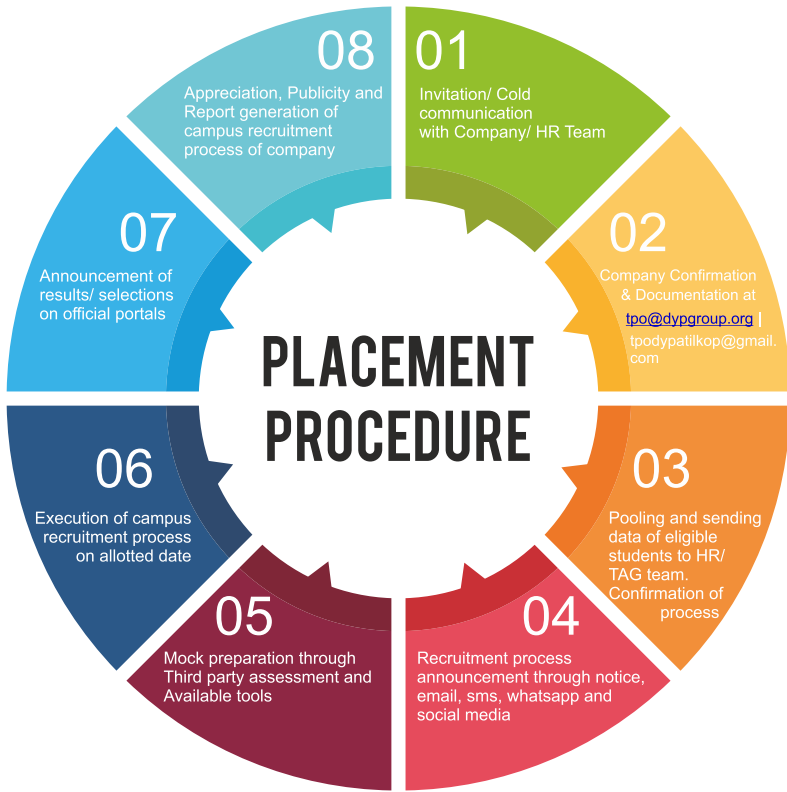 PLACEMENT
PROCEDURE
01
Invitation/ Cold
communication
with Company/ HR Team
02
Company Confirmation
& Documentation at
tpo@dypgroup.org |
tpodypatilkop@gmail.
com
03
Pooling and sending
data of eligible
students to HR/
TAG team.
Confirmation of
process
04
Recruitment process
announcement through notice,
email, sms, whatsapp and
social media
05
Mock preparation through
Third party assessment and
Available tools
06
Execution of campus
recruitment process
on allotted date
07
Announcement of
results/ selections
on official portals
08
Appreciation, Publicity and
Report generation of
campus recruitment
process of company